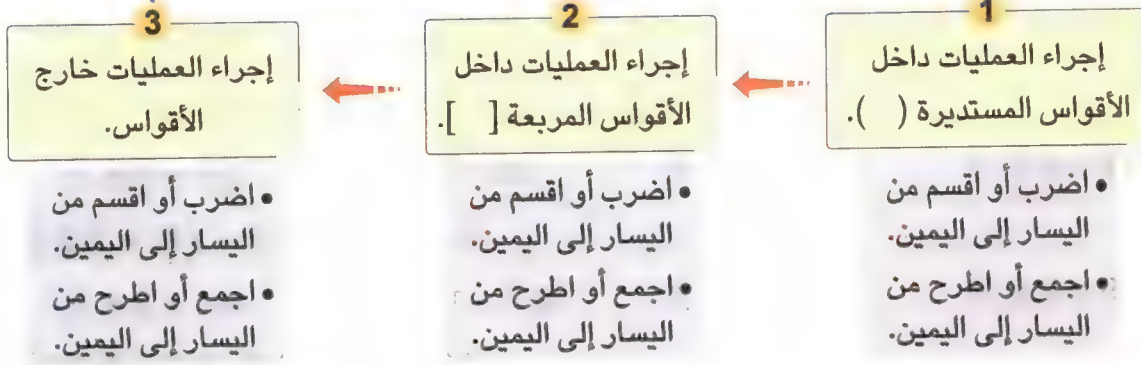 1
إجراء العمليات داخل
الأقواس المستديرة ( ).
• اضرب أو اقسم من
اليسار إلى اليمين.
• اجمع أو اطرح من
اليسار إلى اليمين.
2
إجراء العمليات داخل
الأقواس المربعة [ ].
• اضرب أو اقسم من
اليسار إلى اليمين.
• اجمع أو اطرح من
اليسار إلى اليمين.
3
إجراء العمليات خارج
الأقواس.
• اضرب أو اقسم من
اليسار إلى اليمين.
• اجمع أو اطرح من
اليسار إلى اليمين.